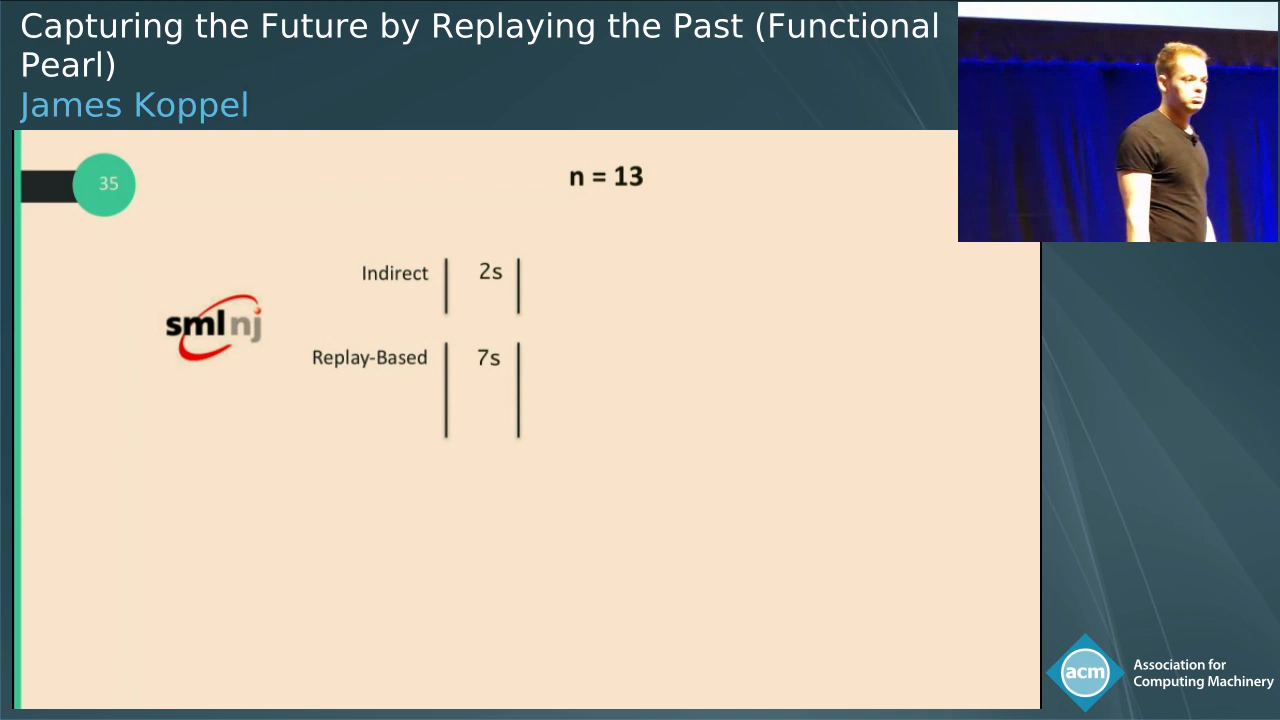 Capturing the Future by Replaying the Past (Functional
Pearl)
James Koppel
35
n = 13
Indirect
2s
smlnj
Replay-Based
7s
acm
Association for
Computing Machinery